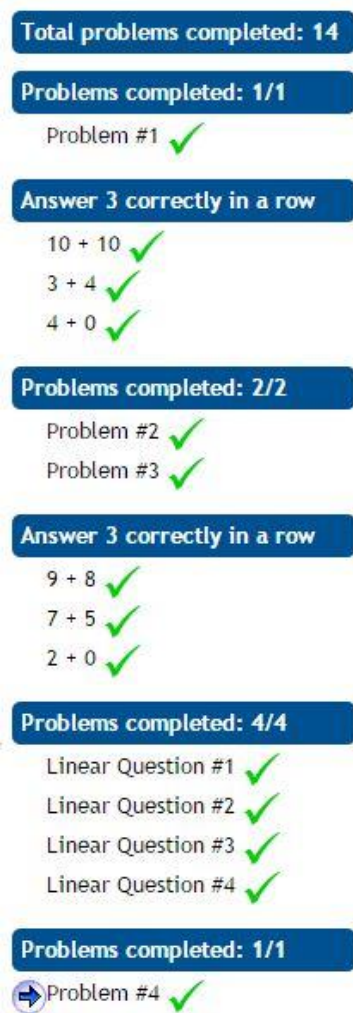 Total problems completed: 14
Problems completed: 1/1
Problem #1
Answer 3 correctly in a row
10 + 10
3 + 4
4 + 0
Problems completed: 2/2
Problem #2
Problem #3
Answer 3 correctly in a row
9 + 8
7 + 5
2 + 0
Problems completed: 4/4
Linear Question #1
Linear Question #2
Linear Question #3
Linear Question #4
Problems completed: 1/1
Problem #4